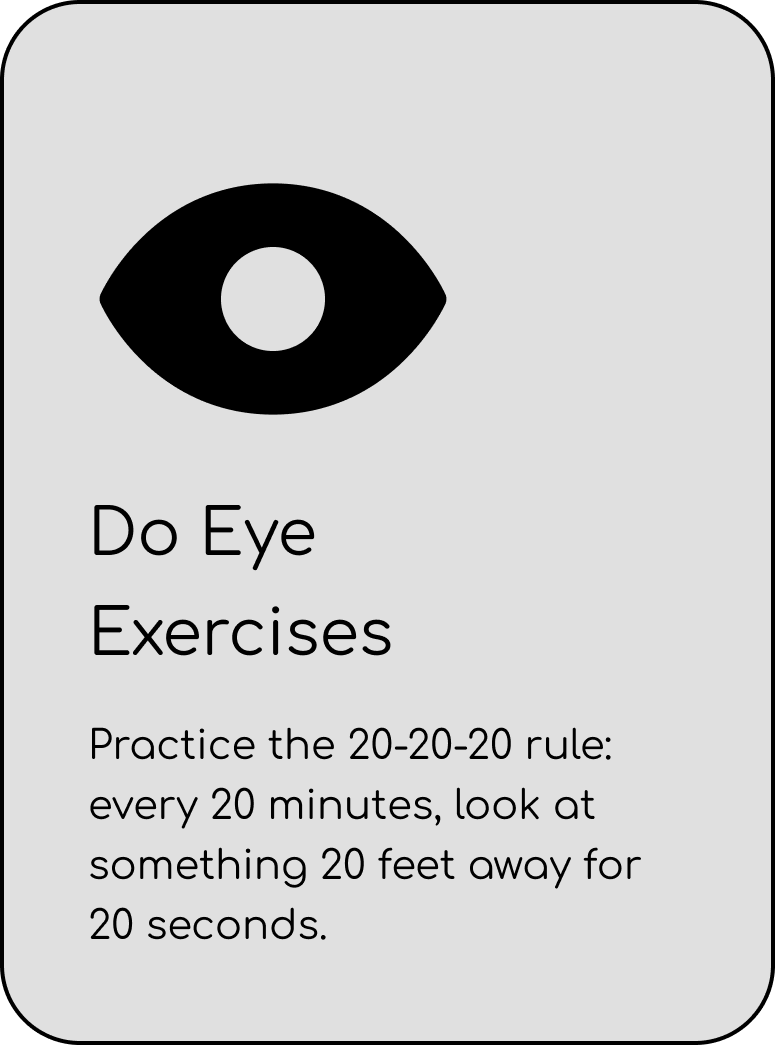 Do Eye
Exercises
Practice the 20-20-20 rule:
every 20 minutes, look at
something 20 feet away for
20 seconds.